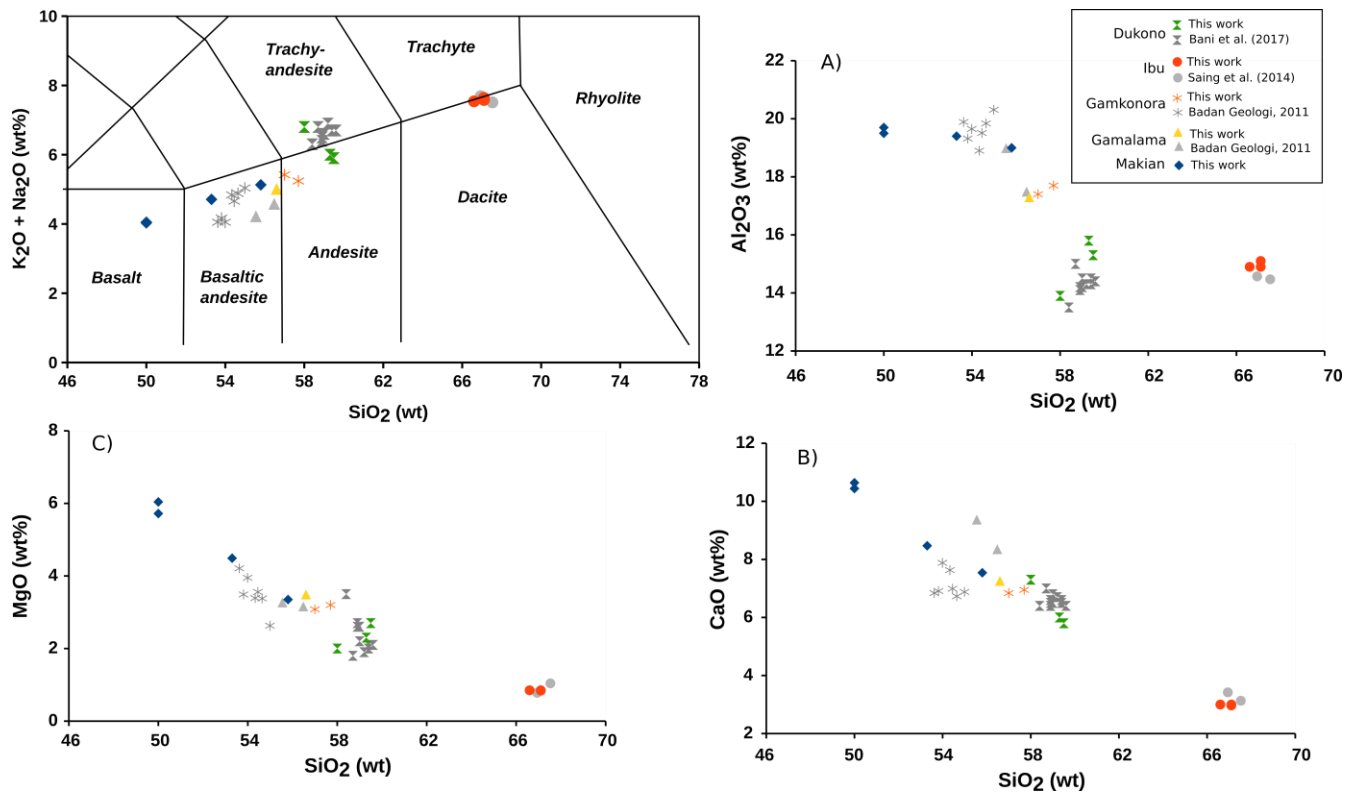 10
8
6
4
2
0
K2O + Na2O (wt%)
Trachy-
andesite
Trachyte
Rhyolite
Dacite
Andesite
Basaltic
andesite
Basalt
46 50 54 58 62 66 70 74 78
SiO2 (wt)
A)
22
20
18
16
14
12
Al2O3 (wt%)
46 50 54 58 62 66 70
SiO2 (wt)
Dukono
This work
Bani et al. (2017)
Ibu
This work
Saing et al. (2014)
Gamkonora
This work
Badan Geologi, 2011
Gamalama
This work
Badan Geologi, 2011
Makian
This work
C)
8
6
4
2
0
MgO (wt%)
46 50 54 58 62 66 70
SiO2 (wt)
B)
12
10
8
6
4
2
CaO (wt%)
46 50 54 58 62 66 70
SiO2 (wt)